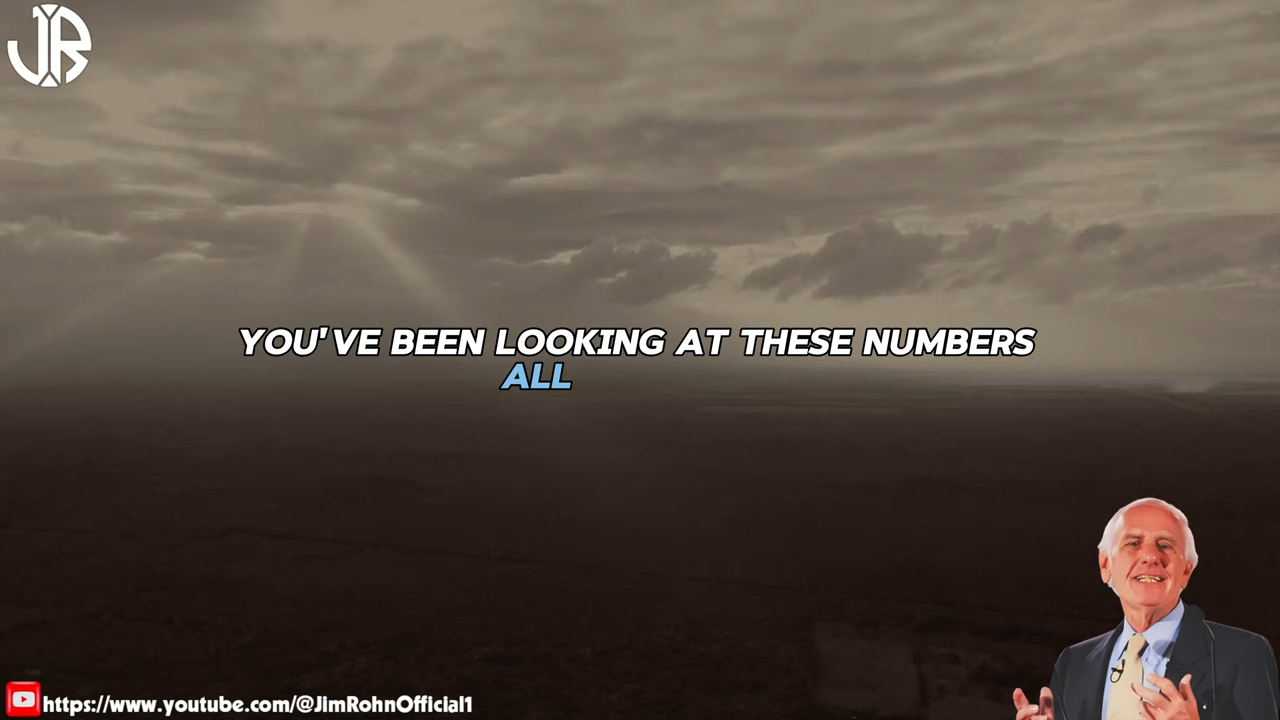 JR
YOU'VE BEEN LOOKING AT THESE NUMBERS
ALL
https://www.youtube.com/@JimRohnOfficial1